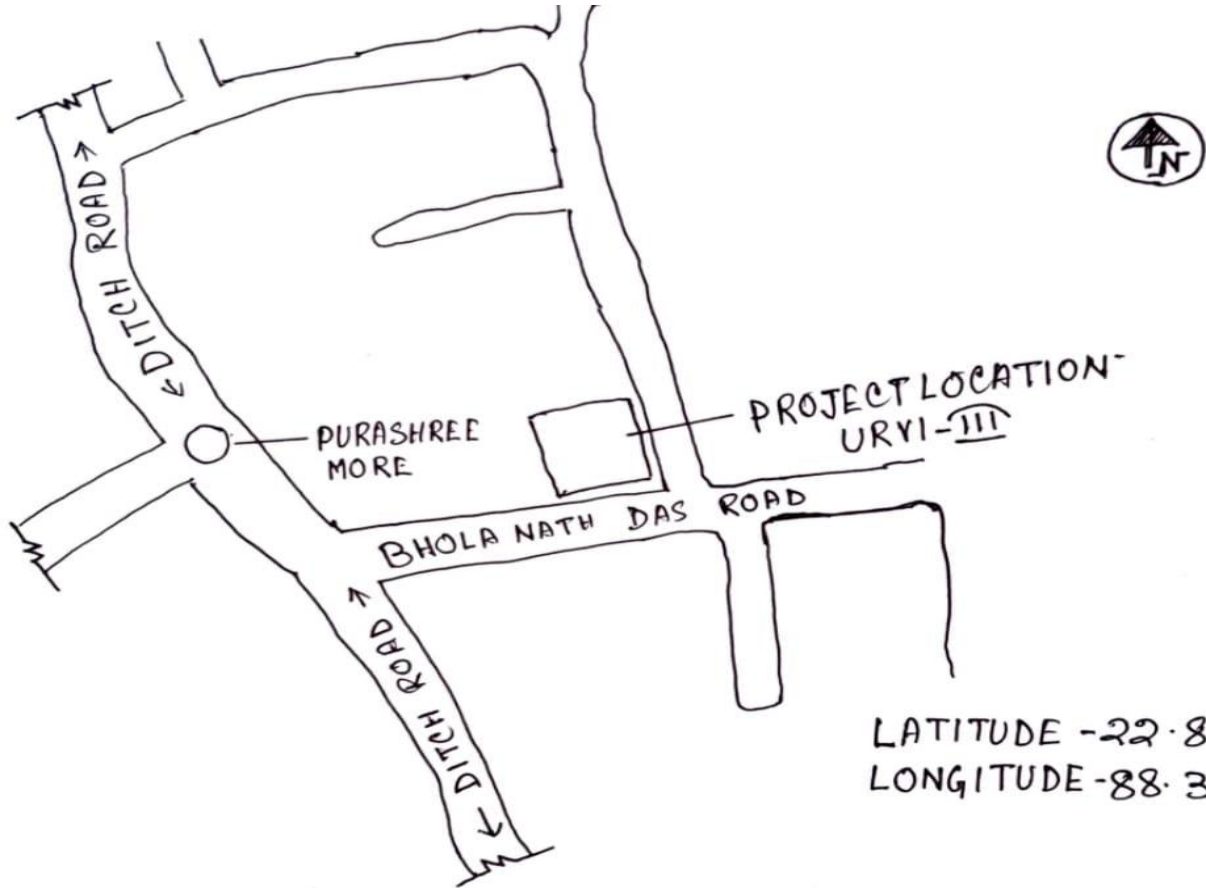 N
DITCH ROAD
PURASHREE
MORE
PROJECT LOCATION-
URVI-III
BHOLA NATH DAS ROAD
DITCH ROAD
LATITUDE -22.8
LONGITUDE -88.3